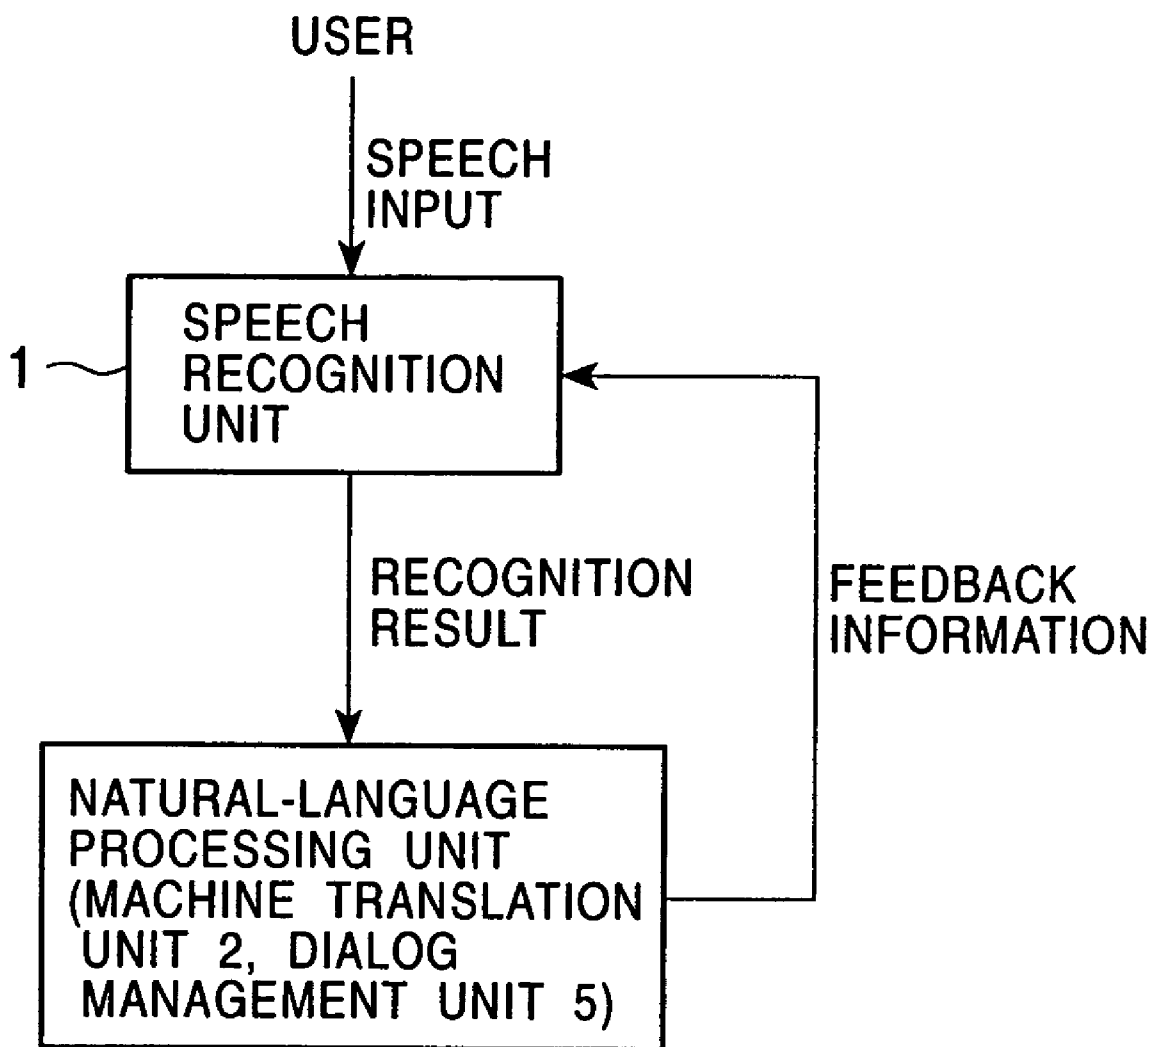 USER
SPEECH
INPUT
SPEECH
RECOGNITION
UNIT
1
RECOGNITION
RESULT
FEEDBACK
INFORMATION
NATURAL-LANGUAGE
PROCESSING UNIT
(MACHINE TRANSLATION
UNIT 2, DIALOG
MANAGEMENT UNIT 5)